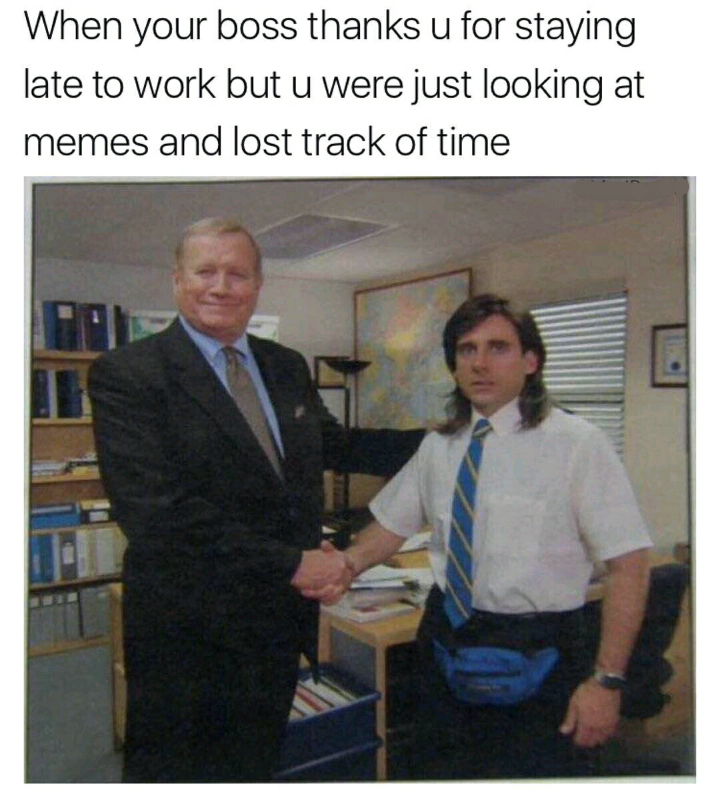 When your boss thanks u for staying
late to work but u were just looking at
memes and lost track of time